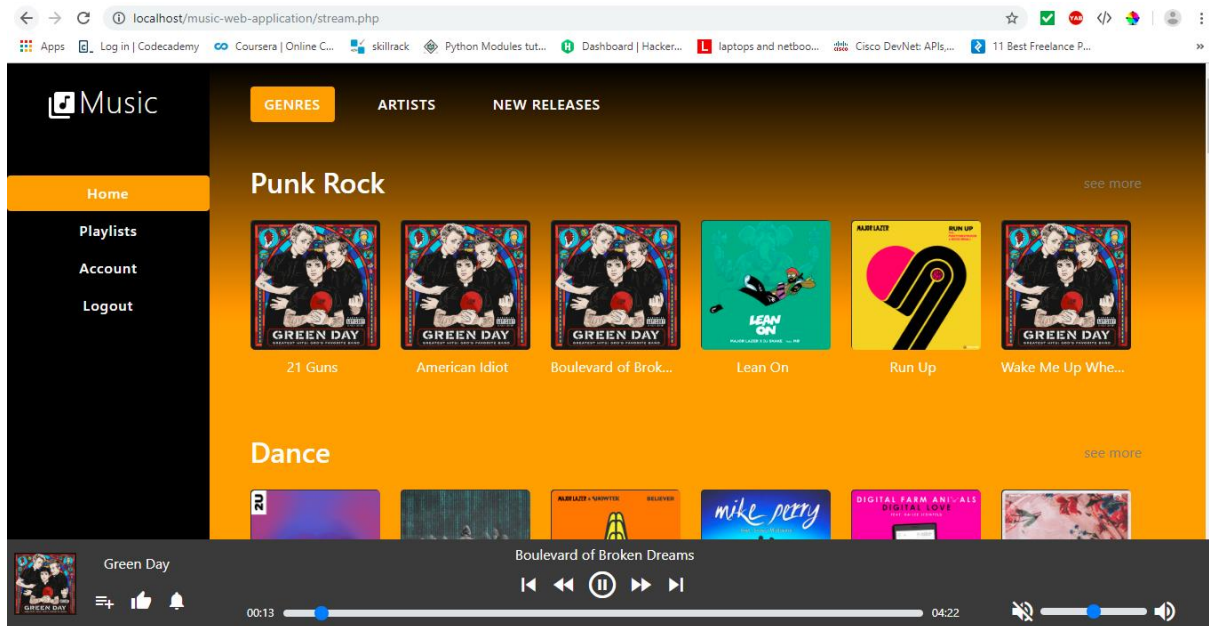 localhost/music-web-application/stream.php
Apps Log in | Codecademy Coursera | Online C... skillrack Python Modules tut... Dashboard | Hacker... laptops and netboo... Cisco DevNet: APIs,... 11 Best Freelance P... »
Music
GENRES ARTISTS NEW RELEASES
Home
Playlists
Account
Logout
Punk Rock see more
GREEN DAY
GREEN DAY
GREEN DAY
LEAN ON
MAJOR LAZER RUN UP
GREEN DAY
21 Guns American Idiot Boulevard of Brok... Lean On Run Up Wake Me Up Whe...
Dance see more
MAJOR LAZER BELIEVER
mike perry
DIGITAL FARM ANIMALS
DIGITAL LOVE
GREEN DAY
Green Day
Boulevard of Broken Dreams
00:13 04:22